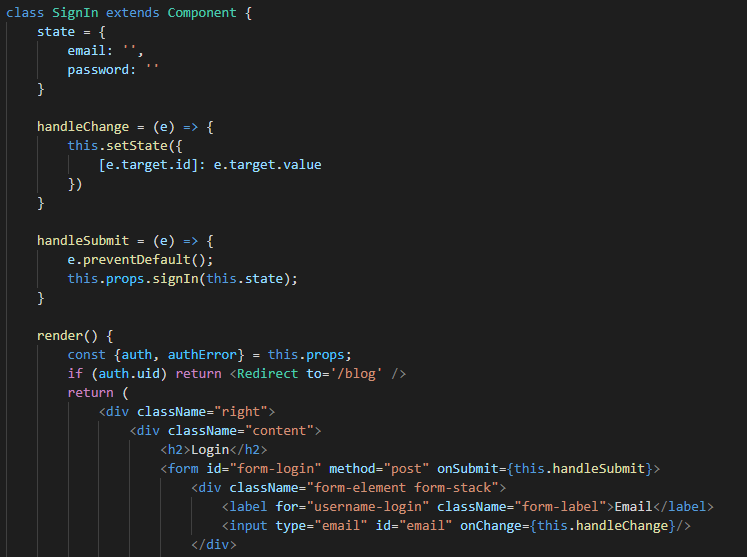 class SignIn extends Component {
    state = {
        email: '',
        password: ''
    }
    handleChange = (e) => {
        this.setState({
            [e.target.id]: e.target.value
        })
    }
    handleSubmit = (e) => {
        e.preventDefault();
        this.props.signIn(this.state);
    }
    render() {
        const {auth, authError} = this.props;
        if (auth.uid) return <Redirect to='/blog' />
        return (
            <div className="right">
                <div className="content">
                    <h2>Login</h2>
                    <form id="form-login" method="post" onSubmit={this.handleSubmit}>
                        <div className="form-element form-stack">
                            <label for="username-login" className="form-label">Email</label>
                            <input type="email" id="email" onChange={this.handleChange}/>
                        </div>